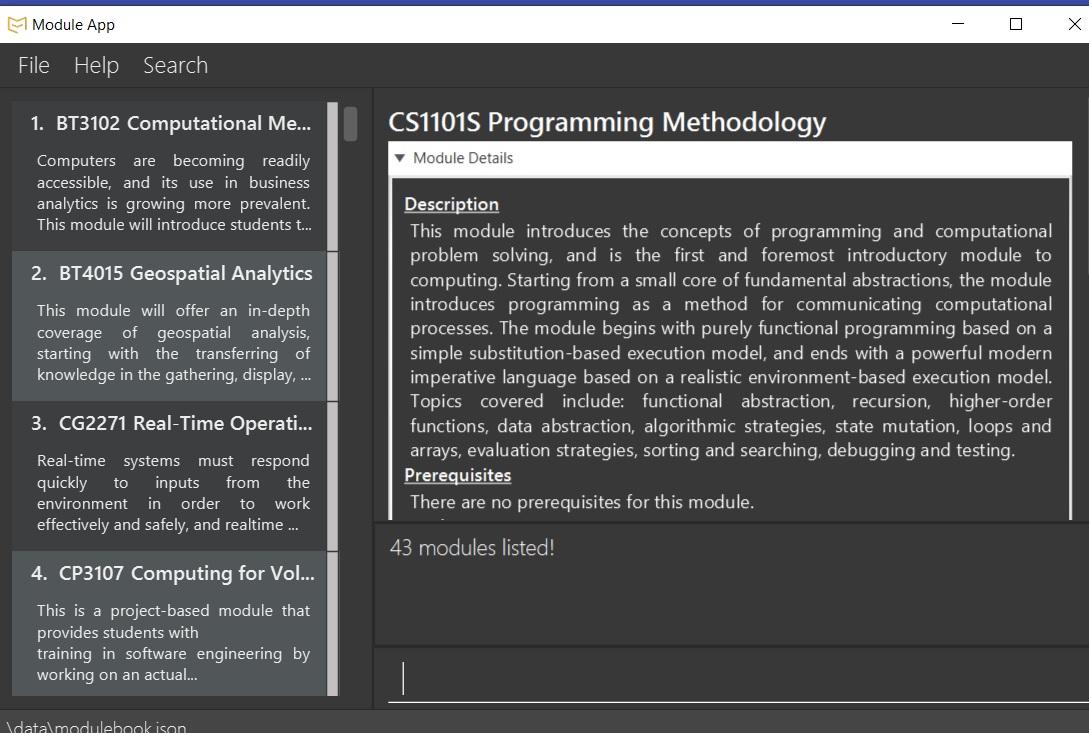 Module App
File Help Search
1. BT3102 Computational Me...
Computers are becoming readily
accessible, and its use in business
analytics is growing more prevalent.
This module will introduce students t...
2. BT4015 Geospatial Analytics
This module will offer an in-depth
coverage of geospatial analysis,
starting with the transferring of
knowledge in the gathering, display, ...
3. CG2271 Real-Time Operati...
Real-time systems must respond
quickly to inputs from the
environment in order to work
effectively and safely, and realtime ...
4. CP3107 Computing for Vol...
This is a project-based module that
provides students with
training in software engineering by
working on an actual...
CS1101S Programming Methodology
Module Details
Description
This module introduces the concepts of programming and computational
problem solving, and is the first and foremost introductory module to
computing. Starting from a small core of fundamental abstractions, the module
introduces programming as a method for communicating computational
processes. The module begins with purely functional programming based on a
simple substitution-based execution model, and ends with a powerful modern
imperative language based on a realistic environment-based execution model.
Topics covered include: functional abstraction, recursion, higher-order
functions, data abstraction, algorithmic strategies, state mutation, loops and
arrays, evaluation strategies, sorting and searching, debugging and testing.
Prerequisites
There are no prerequisites for this module.
43 modules listed!
\data\modulebook.json